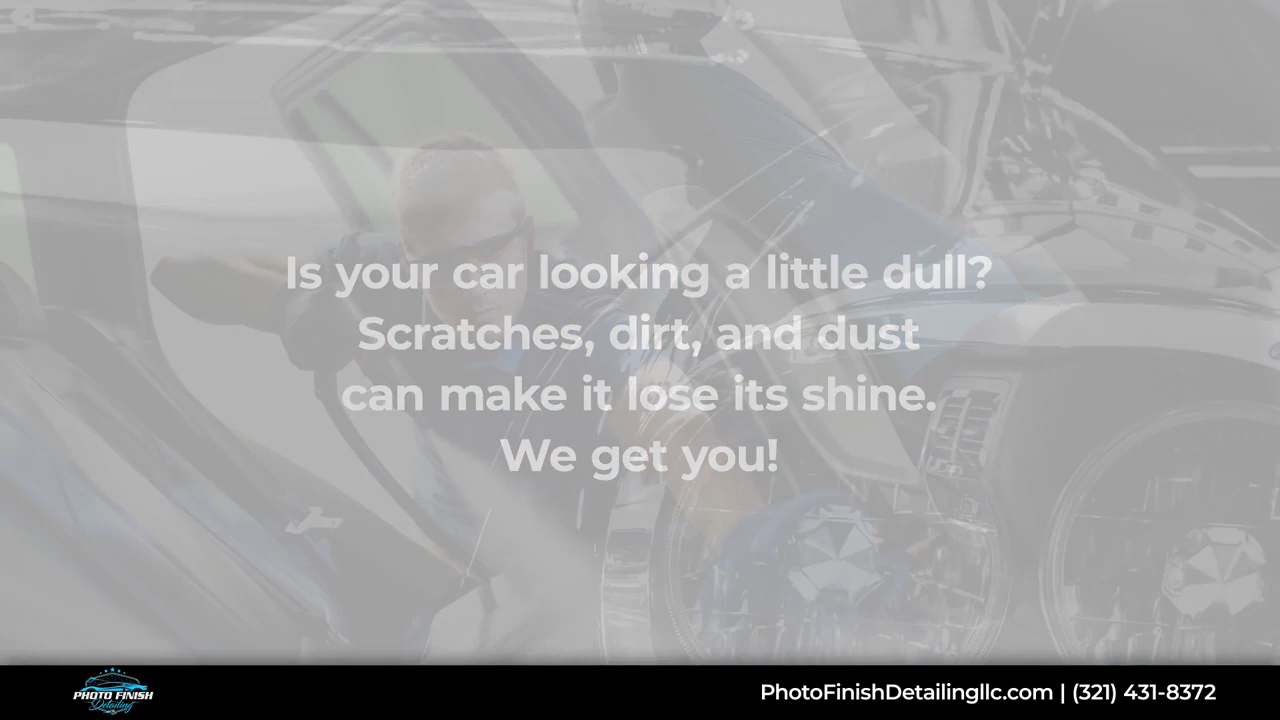 Is your car looking a little dull?
Scratches, dirt, and dust
can make it lose its shine.
We get you!
PHOTO FINISH
Detailing
PhotoFinishDetailingllc.com | (321) 431-8372